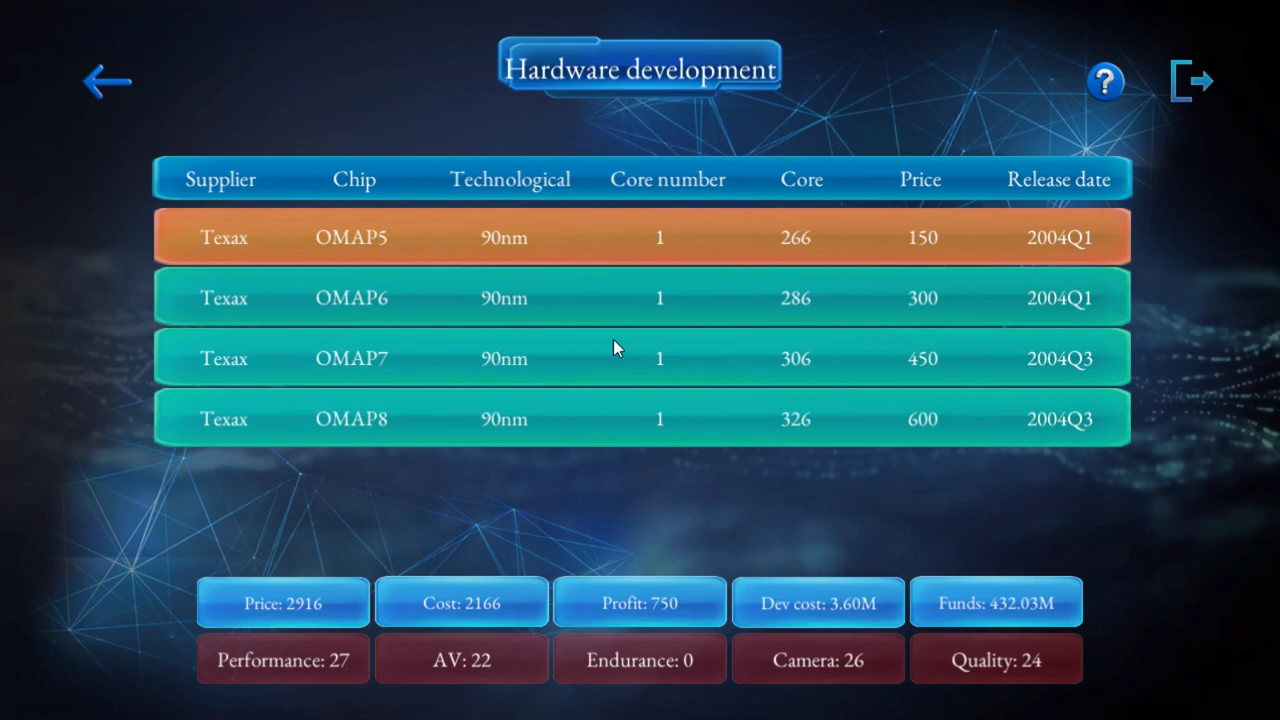 Hardware development
?
Supplier Chip Technological Core number Core Price Release date
Texax OMAP5 90nm 1 266 150 2004Q1
Texax OMAP6 90nm 1 286 300 2004Q1
Texax OMAP7 90nm 1 306 450 2004Q3
Texax OMAP8 90nm 1 326 600 2004Q3
Price: 2916 Cost: 2166 Profit: 750 Dev cost: 3.60M Funds: 432.03M
Performance: 27 AV: 22 Endurance: 0 Camera: 26 Quality: 24